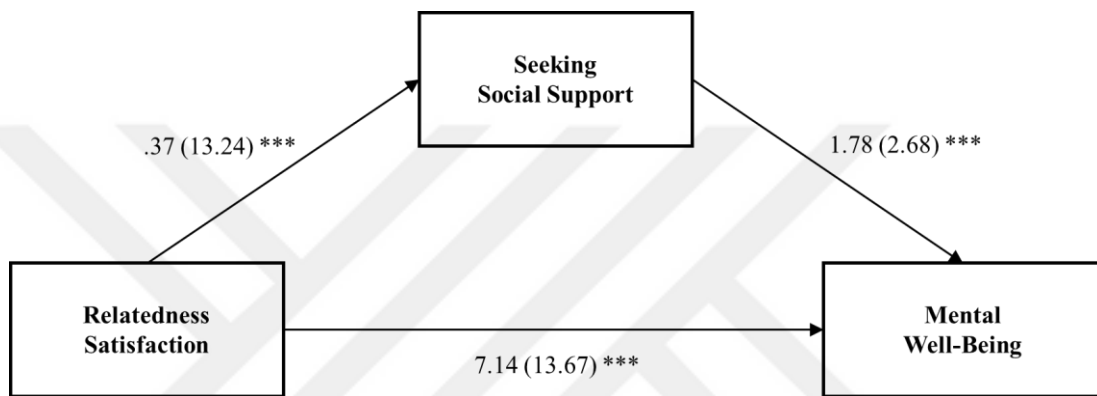 Seeking
Social Support
.37 (13.24) ***
1.78 (2.68) ***
Relatedness
Satisfaction
Mental
Well-Being
7.14 (13.67) ***